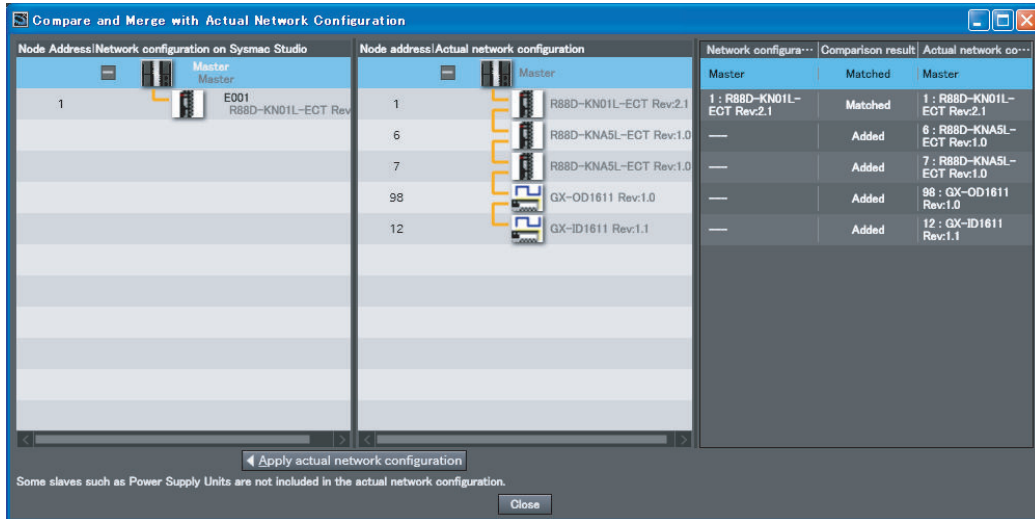 Compare and Merge with Actual Network Configuration
Node Address|Network configuration on Sysmac Studio
Master
Master
1
E001
R88D-KN01L-ECT Rev
Node address|Actual network configuration
Master
1
R88D-KN01L-ECT Rev:2.1
6
R88D-KNA5L-ECT Rev:1.0
7
R88D-KNA5L-ECT Rev:1.0
98
GX-OD1611 Rev:1.0
12
GX-ID1611 Rev:1.1
Network configura··· Comparison result Actual network co···
Master Matched Master
1 : R88D-KN01L-
ECT Rev:2.1
Matched
1 : R88D-KN01L-
ECT Rev:2.1
----
Added
6 : R88D-KNA5L-
ECT Rev:1.0
----
Added
7 : R88D-KNA5L-
ECT Rev:1.0
----
Added
98 : GX-OD1611
Rev:1.0
----
Added
12 : GX-ID1611
Rev:1.1
Apply actual network configuration
Some slaves such as Power Supply Units are not included in the actual network configuration.
Close